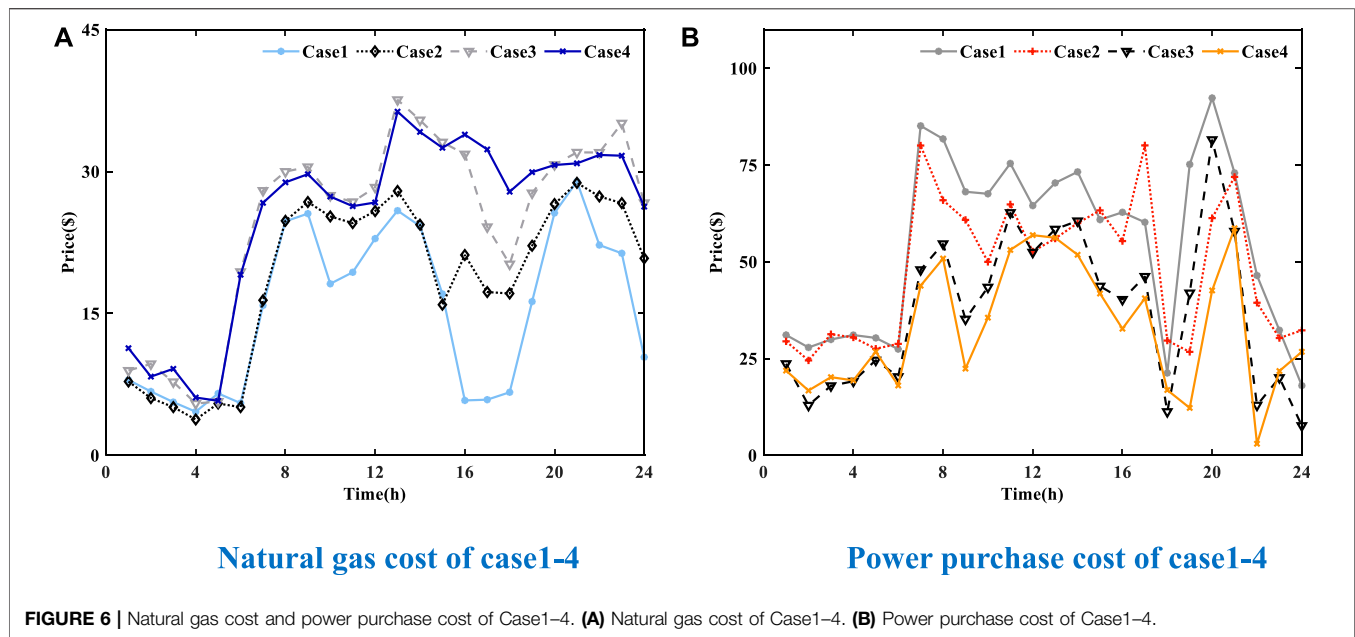 A
45
Case1 Case2 Case3 Case4
30
15
0
Price($)
0 4 8 12 16 20 24
Time(h)
Natural gas cost of case1-4
B
Case1 Case2 Case3 Case4
100
75
50
25
0
Price($)
0 4 8 12 16 20 24
Time(h)
Power purchase cost of case1-4
FIGURE 6 | Natural gas cost and power purchase cost of Case1–4. (A) Natural gas cost of Case1–4. (B) Power purchase cost of Case1–4.